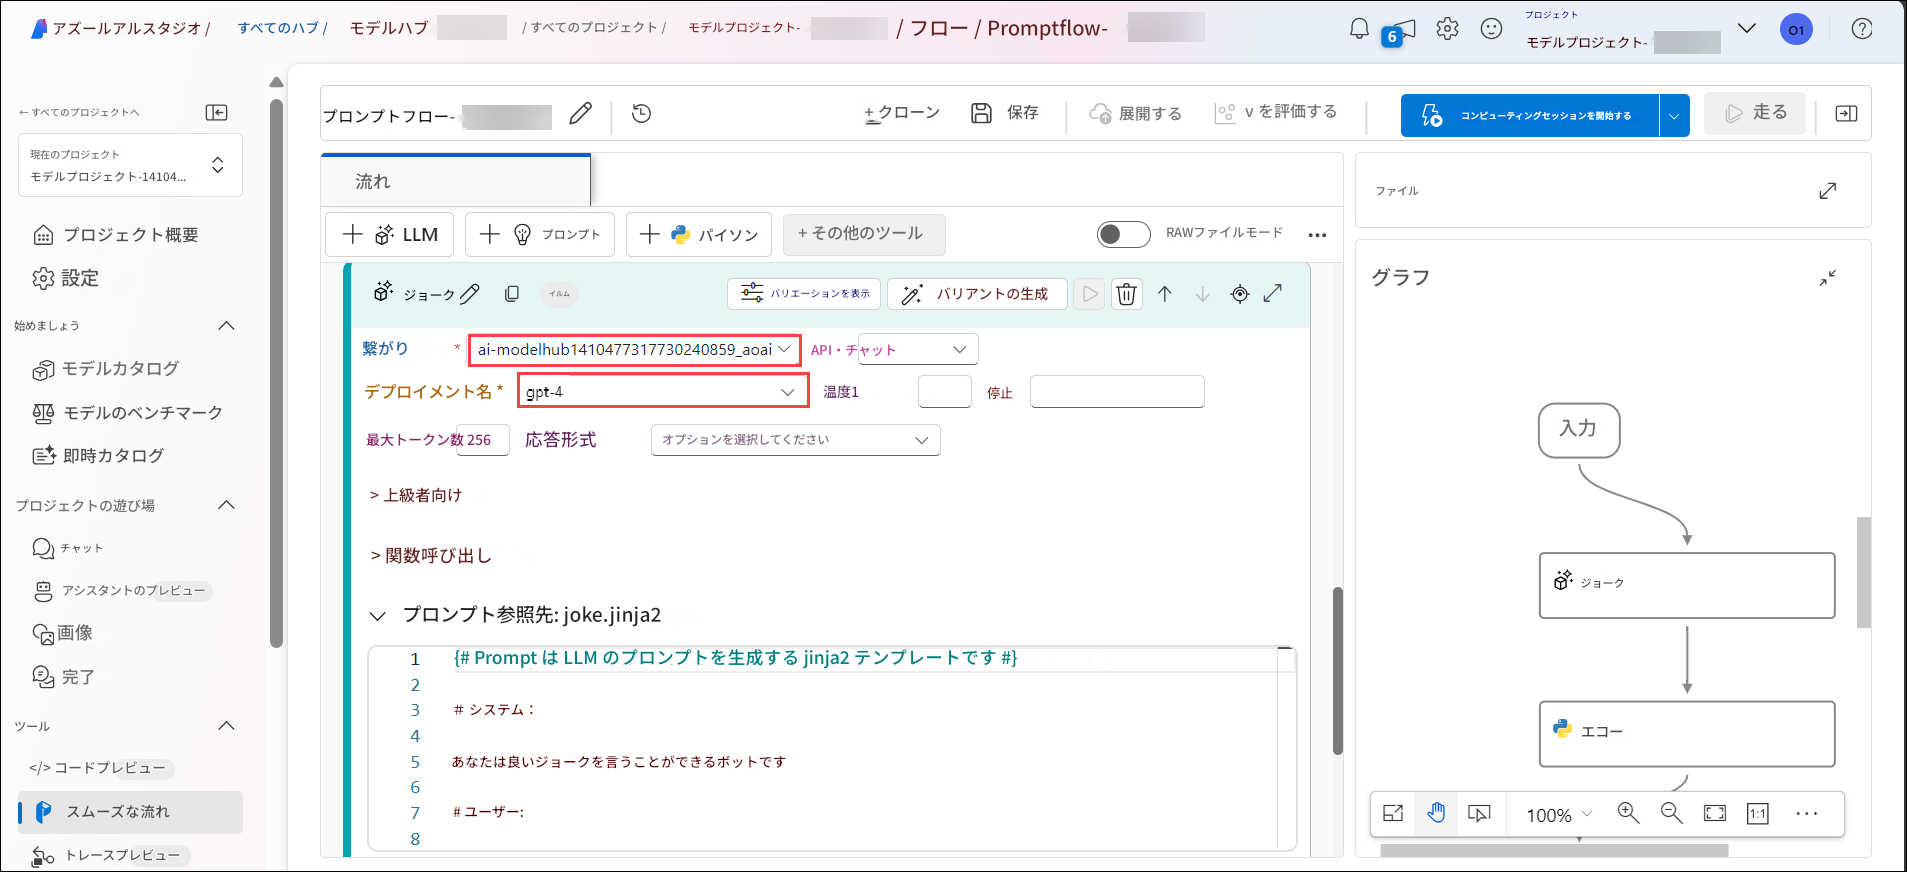 アズールアルスタジオ / すべてのハブ / モデルハブ / すべてのプロジェクト / モデルプロジェクト- / フロー / Promptflow-
6
プロジェクト
モデルプロジェクト-
O1
←すべてのプロジェクトへ
現在のプロジェクト
モデルプロジェクト-14104...
プロジェクト概要
設定
始めましょう
モデルカタログ
モデルのベンチマーク
即時カタログ
プロジェクトの遊び場
チャット
アシスタントのプレビュー
画像
完了
ツール
</> コードプレビュー
スムーズな流れ
トレースプレビュー
プロンプトフロー-
+ クローン
保存
展開する
v を評価する
コンピューティングセッションを開始する
走る
流れ
+ LLM
+ プロンプト
+ パイソン
+ その他のツール
RAWファイルモード
...
ジョーク
イルム
バリエーションを表示
バリアントの生成
繋がり *
ai-modelhub1410477317730240859_aoai
API・チャット
デプロイメント名 *
gpt-4
温度1
停止
最大トークン数 256
応答形式
オプションを選択してください
> 上級者向け
> 関数呼び出し
プロンプト参照先: joke.jinja2
1 {# Prompt は LLM のプロンプトを生成する jinja2 テンプレートです #}
2
3 # システム：
4
5 あなたは良いジョークを言うことができるボットです
6
7 # ユーザー:
8
ファイル
グラフ
入力
ジョーク
エコー
100%
1:1
...